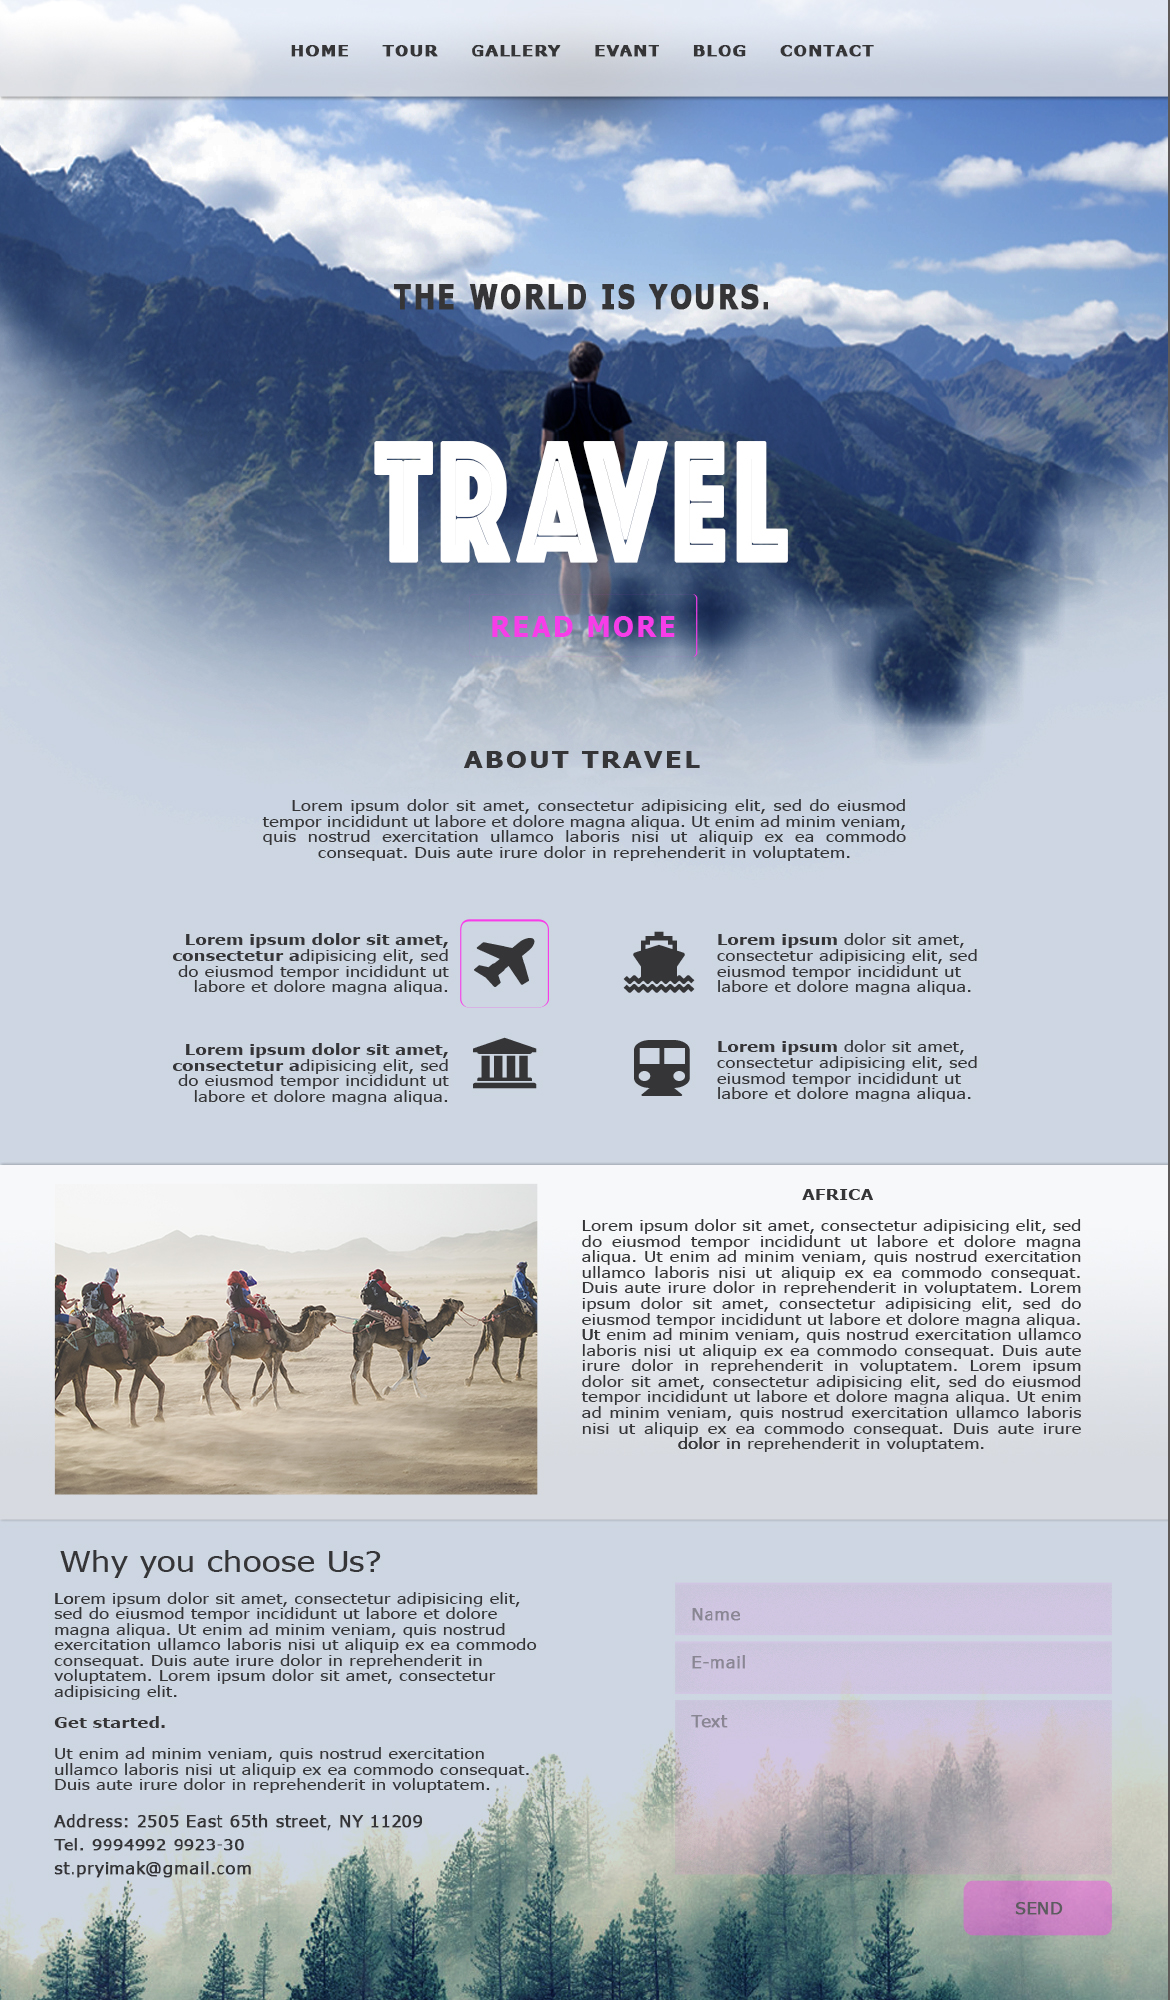 HOME TOUR GALLERY EVANT BLOG CONTACT
THE WORLD IS YOURS.
TRAVEL
READ MORE
ABOUT TRAVEL
Lorem ipsum dolor sit amet, consectetur adipisicing elit, sed do eiusmod
tempor incididunt ut labore et dolore magna aliqua. Ut enim ad minim veniam,
quis nostrud exercitation ullamco laboris nisi ut aliquip ex ea commodo
consequat. Duis aute irure dolor in reprehenderit in voluptatem.
Lorem ipsum dolor sit amet,
consectetur adipisicing elit, sed
do eiusmod tempor incididunt ut
labore et dolore magna aliqua.
Lorem ipsum dolor sit amet,
consectetur adipisicing elit, sed
eiusmod tempor incididunt ut
labore et dolore magna aliqua.
Lorem ipsum dolor sit amet,
consectetur adipisicing elit, sed
do eiusmod tempor incididunt ut
labore et dolore magna aliqua.
Lorem ipsum dolor sit amet,
consectetur adipisicing elit, sed
eiusmod tempor incididunt ut
labore et dolore magna aliqua.
AFRICA
Lorem ipsum dolor sit amet, consectetur adipisicing elit, sed
do eiusmod tempor incididunt ut labore et dolore magna
aliqua. Ut enim ad minim veniam, quis nostrud exercitation
ullamco laboris nisi ut aliquip ex ea commodo consequat.
Duis aute irure dolor in reprehenderit in voluptatem. Lorem
ipsum dolor sit amet, consectetur adipisicing elit, sed do
eiusmod tempor incididunt ut labore et dolore magna aliqua.
Ut enim ad minim veniam, quis nostrud exercitation ullamco
laboris nisi ut aliquip ex ea commodo consequat. Duis aute
irure dolor in reprehenderit in voluptatem. Lorem ipsum
dolor sit amet, consectetur adipisicing elit, sed do eiusmod
tempor incididunt ut labore et dolore magna aliqua. Ut enim
ad minim veniam, quis nostrud exercitation ullamco laboris
nisi ut aliquip ex ea commodo consequat. Duis aute irure
dolor in reprehenderit in voluptatem.
Why you choose Us?
Lorem ipsum dolor sit amet, consectetur adipisicing elit,
sed do eiusmod tempor incididunt ut labore et dolore
magna aliqua. Ut enim ad minim veniam, quis nostrud
exercitation ullamco laboris nisi ut aliquip ex ea commodo
consequat. Duis aute irure dolor in reprehenderit in
voluptatem. Lorem ipsum dolor sit amet, consectetur
adipisicing elit.
Get started.
Ut enim ad minim veniam, quis nostrud exercitation
ullamco laboris nisi ut aliquip ex ea commodo consequat.
Duis aute irure dolor in reprehenderit in voluptatem.
Address: 2505 East 65th street, NY 11209
Tel. 9994992 9923-30
st.pryimak@gmail.com
Name
E-mail
Text
SEND